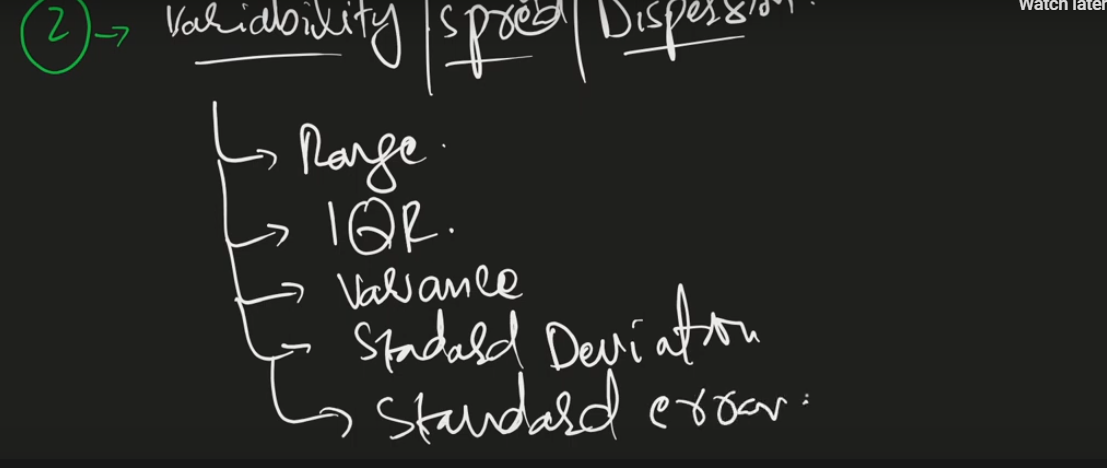 Watch later
2 → Variability | Spread | Dispersion.
→ Range.
→ IQR.
→ Variance
→ Standard Deviation
→ Standard error.